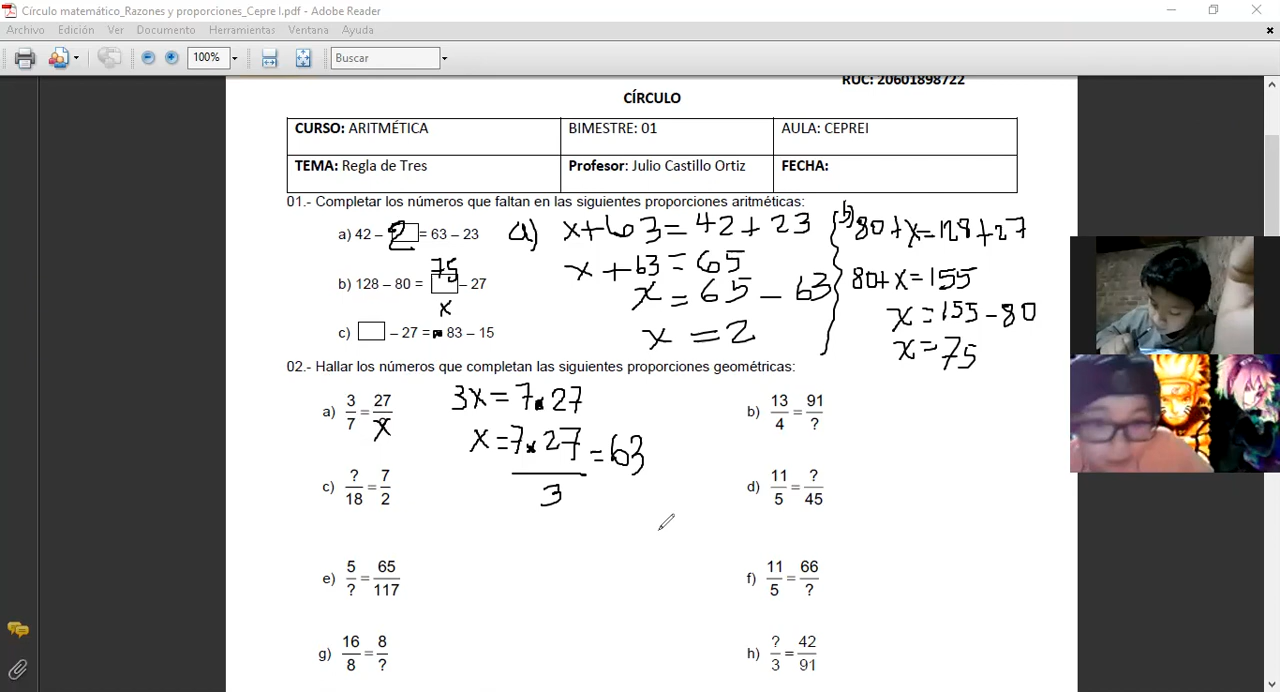 Círculo matemático_Razones y proporciones_Cepre I.pdf - Adobe Reader
Archivo Edición Ver Documento Herramientas Ventana Ayuda
100% Buscar
RUC: 20601898722
CÍRCULO
CURSO: ARITMÉTICA BIMESTRE: 01 AULA: CEPREI
TEMA: Regla de Tres Profesor: Julio Castillo Ortiz FECHA:
01.- Completar los números que faltan en las siguientes proporciones aritméticas:
a) 42 – 2 = 63 – 23
b) 128 – 80 = 75 – 27
x
c) – 27 = 83 – 15
a) x+63=42+23
x+63=65
x=65-63
x=2
b) 80+x=128+27
80+x=155
x=155-80
x=75
02.- Hallar los números que completan las siguientes proporciones geométricas:
a) 3/7 = 27/x
3x=7·27
x=7·27/3=63
b) 13/4 = 91/?
c) ?/18 = 7/2
d) 11/5 = ?/45
e) 5/? = 65/117
f) 11/5 = 66/?
g) 16/8 = 8/?
h) ?/3 = 42/91